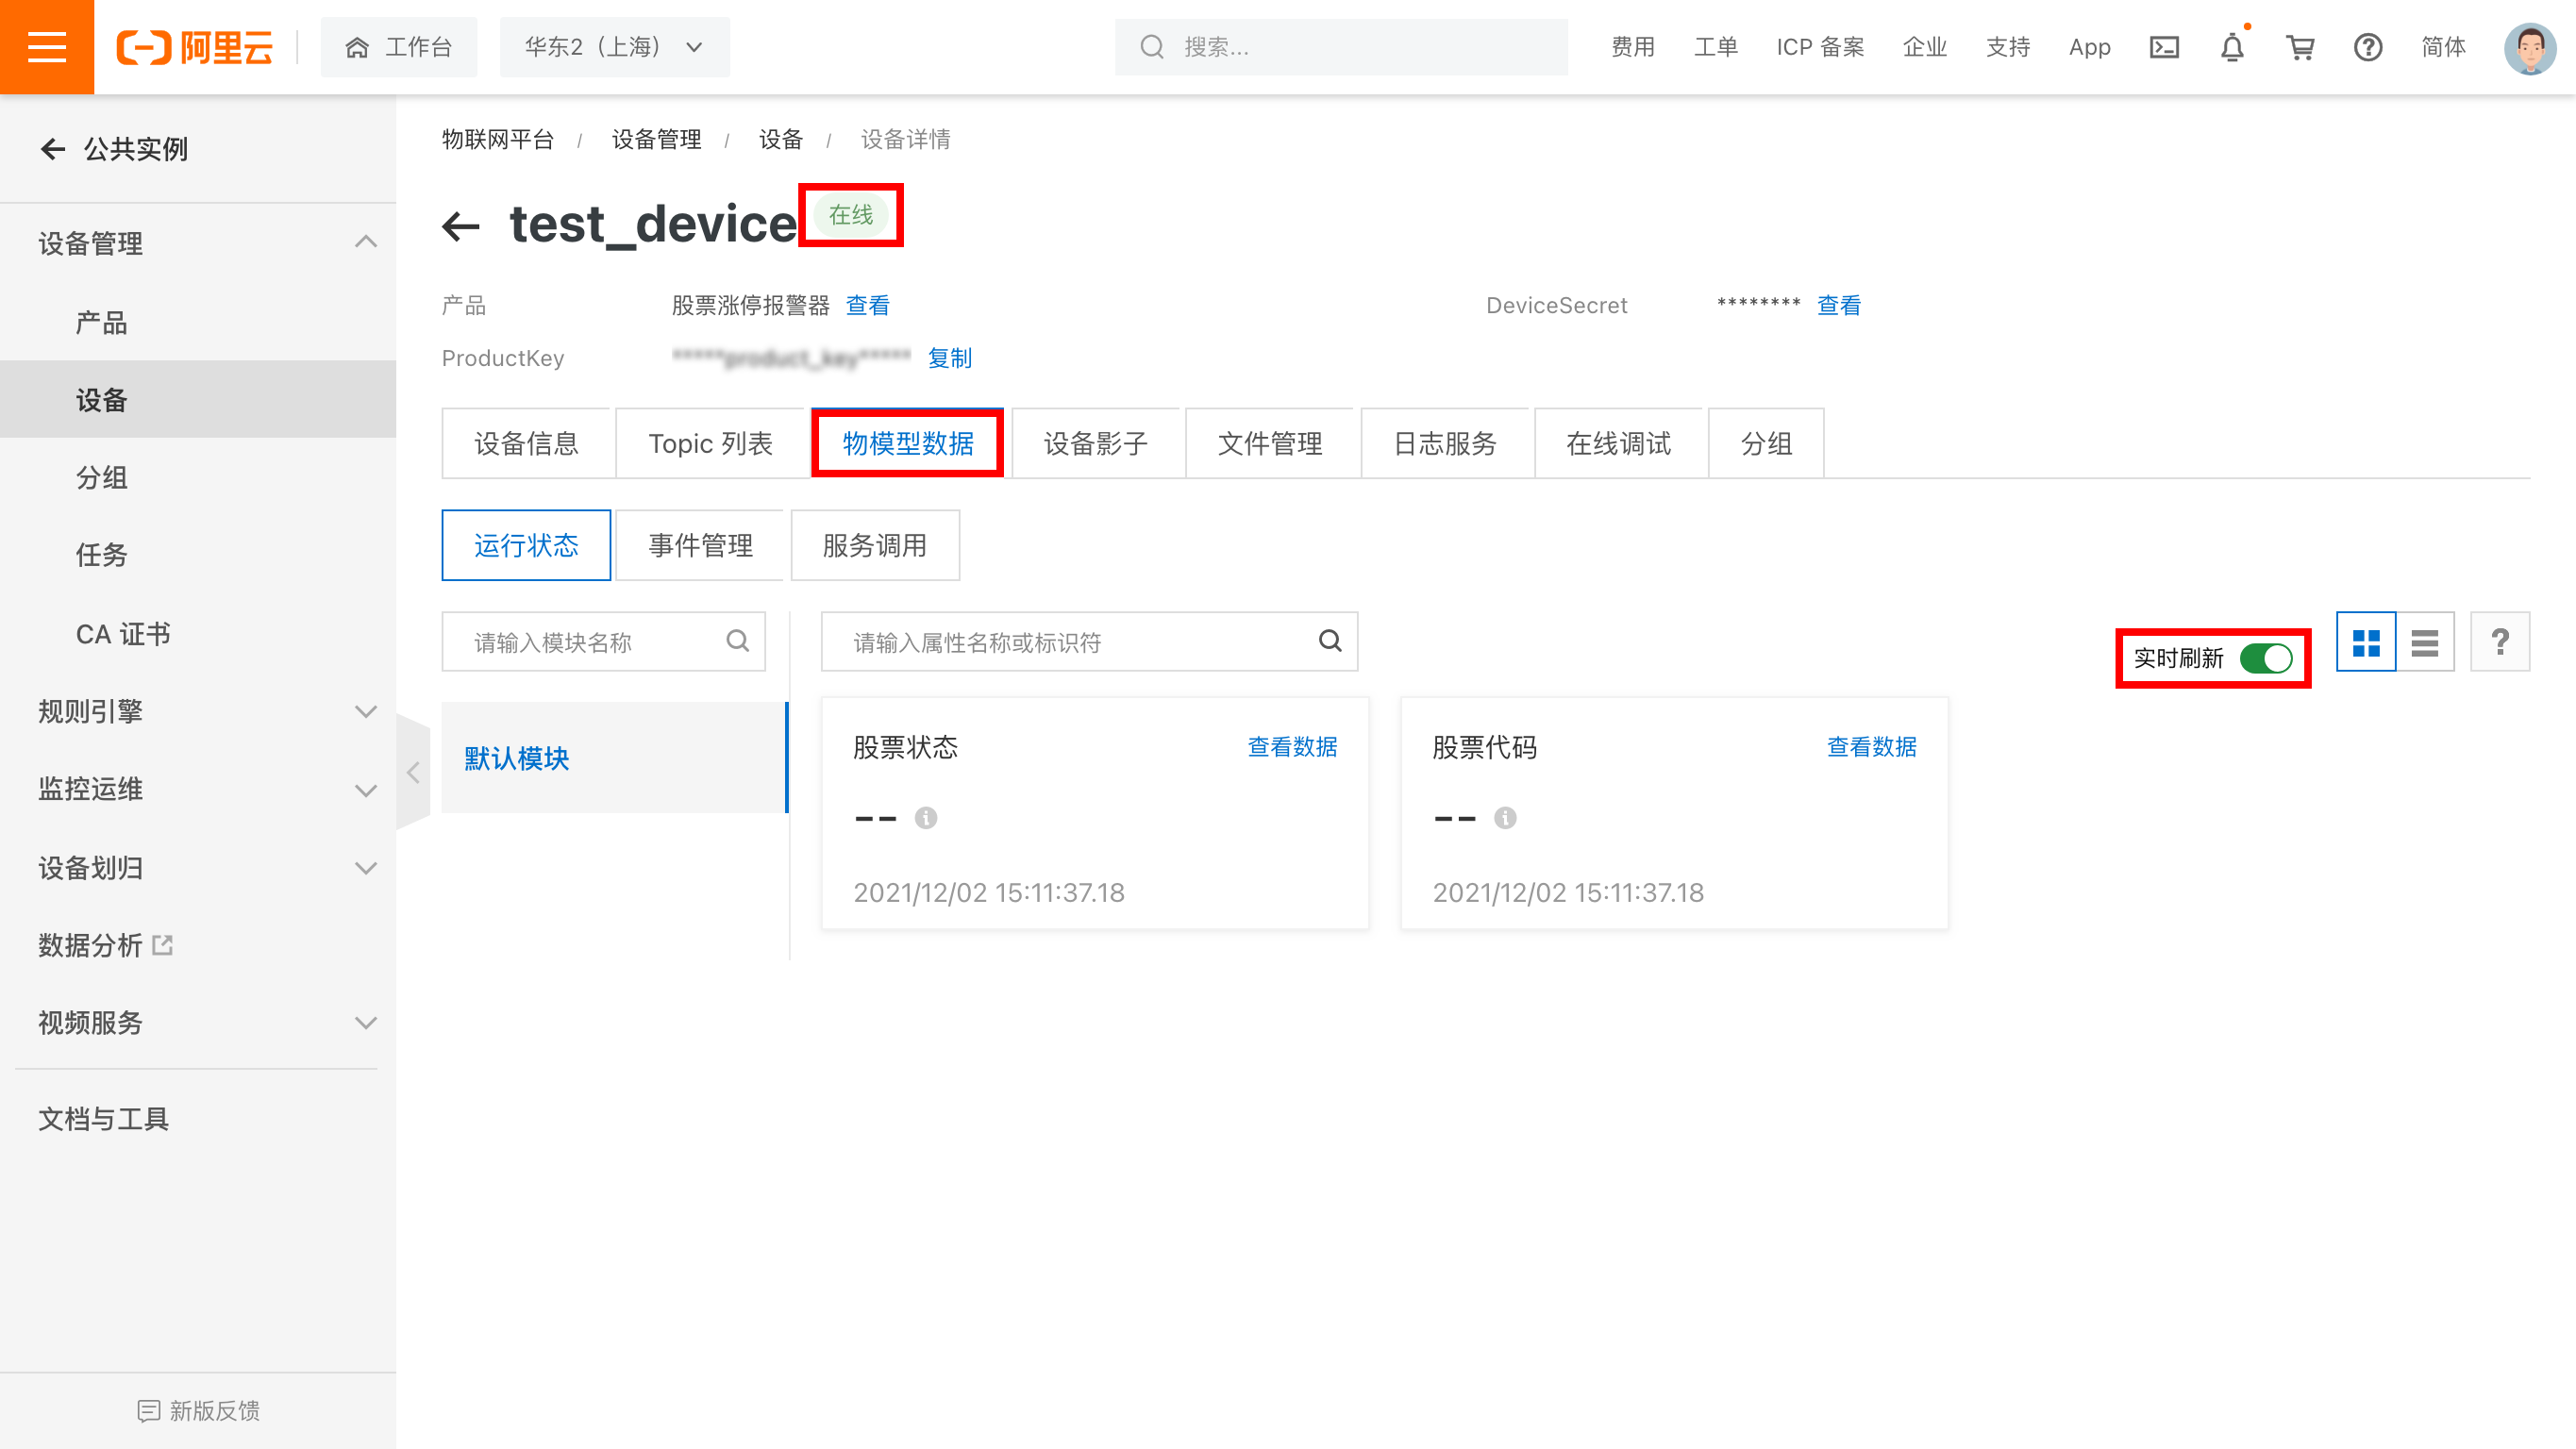 阿里云
工作台
华东2（上海）
搜索...
费用 工单 ICP 备案 企业 支持 App 简体
公共实例
设备管理
产品
设备
分组
任务
CA 证书
规则引擎
监控运维
设备划归
数据分析
视频服务
文档与工具
新版反馈
物联网平台 / 设备管理 / 设备 / 设备详情
test_device 在线
产品 股票涨停报警器 查看 DeviceSecret ******** 查看
ProductKey *****product_key***** 复制
设备信息 Topic 列表 物模型数据 设备影子 文件管理 日志服务 在线调试 分组
运行状态 事件管理 服务调用
请输入模块名称 请输入属性名称或标识符 实时刷新 ?
默认模块
股票状态 查看数据 股票代码 查看数据
-- --
2021/12/02 15:11:37.18 2021/12/02 15:11:37.18